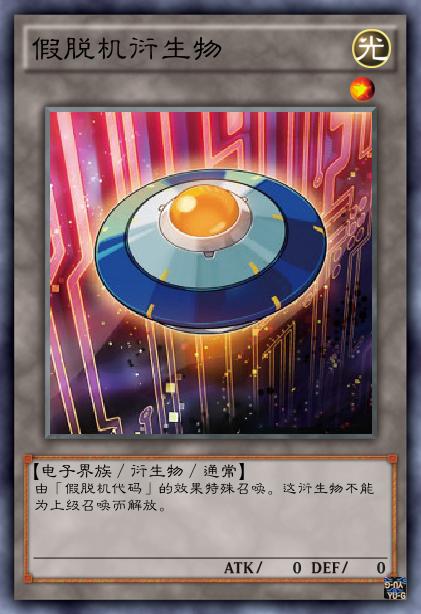 假脱机衍生物
光
【电子界族／衍生物／通常】
由「假脱机代码」的效果特殊召唤。这衍生物不能
为上级召唤而解放。
ATK/ 0 DEF/ 0